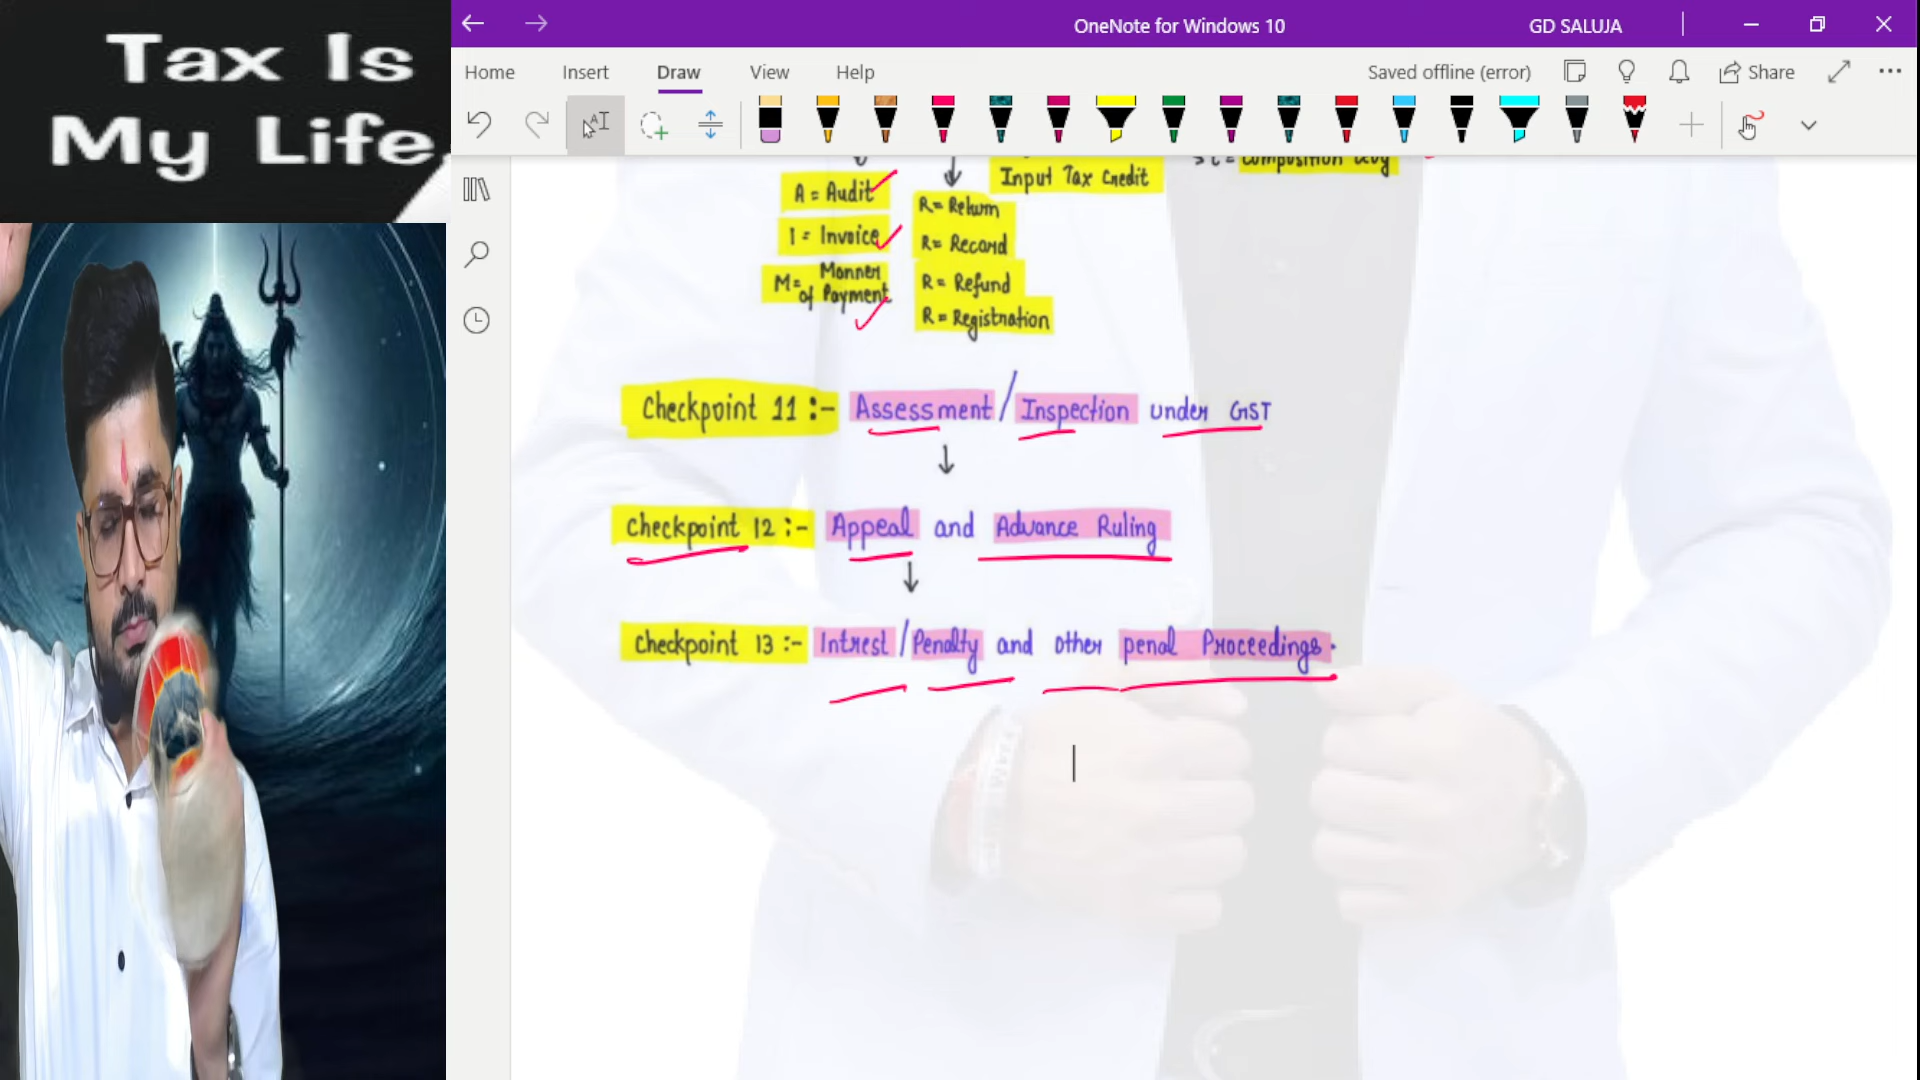 Tax Is
My Life.
OneNote for Windows 10
GD SALUJA
Home Insert Draw View Help
Saved offline (error)
Share
Input Tax Credit
A = Audit
I = Invoice
M = Manner of Payment
R = Return
R = Record
R = Refund
R = Registration
Checkpoint 11 :- Assessment / Inspection under GST
Checkpoint 12 :- Appeal and Advance Ruling
Checkpoint 13 :- Intrest / Penalty and other penal Proceedings.